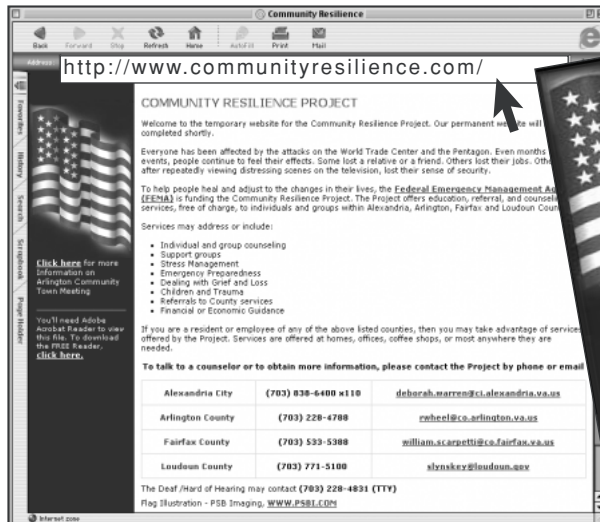 Community Resilience
Back Forward Stop Refresh Home AutoFill Print Mail
Address http://www.communityresilience.com/
Favorites
History
Search
Scrapbook
Page Holder
Click here for more
Information on
Arlington Community
Town Meeting
You'll need Adobe
Acrobat Reader to view
this file. To download
the FREE Reader,
click here.
COMMUNITY RESILIENCE PROJECT
Welcome to the temporary website for the Community Resilience Project. Our permanent website will
completed shortly.
Everyone has been affected by the attacks on the World Trade Center and the Pentagon. Even months
events, people continue to feel their effects. Some lost a relative or a friend. Others lost their jobs.
after repeatedly viewing distressing scenes on the television, lost their sense of security.
To help people heal and adjust to the changes in their lives, the Federal Emergency Management
(FEMA) is funding the Community Resilience Project. The Project offers education, referral, and
services, free of charge, to individuals and groups within Alexandria, Arlington, Fairfax and Loudoun
Services may address or include:
• Individual and group counseling
• Support groups
• Stress Management
• Emergency Preparedness
• Dealing with Grief and Loss
• Children and Trauma
• Referrals to County services
• Financial or Economic Guidance
If you are a resident or employee of any of the above listed counties, then you may take advantage of services
offered by the Project. Services are offered at homes, offices, coffee shops, or most anywhere they are
needed.
To talk to a counselor or to obtain more information, please contact the Project by phone or email
Alexandria City (703) 838-6400 x110 deborah.warren@ci.alexandria.va.us
Arlington County (703) 228-4788 rwheel@co.arlington.va.us
Fairfax County (703) 533-5388 william.scarpetti@co.fairfax.va.us
Loudoun County (703) 771-5100 slynskey@loudoun.gov
The Deaf /Hard of Hearing may contact (703) 228-4831 (TTY)
Flag Illustration - PSB Imaging, WWW.PSBI.COM
Internet zone